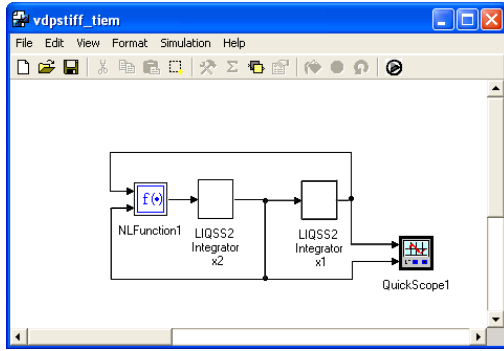 vdpstiff_tiem
File Edit View Format Simulation Help
f(•)
NLFunction1
LIQSS2
Integrator
x2
LIQSS2
Integrator
x1
QuickScope1